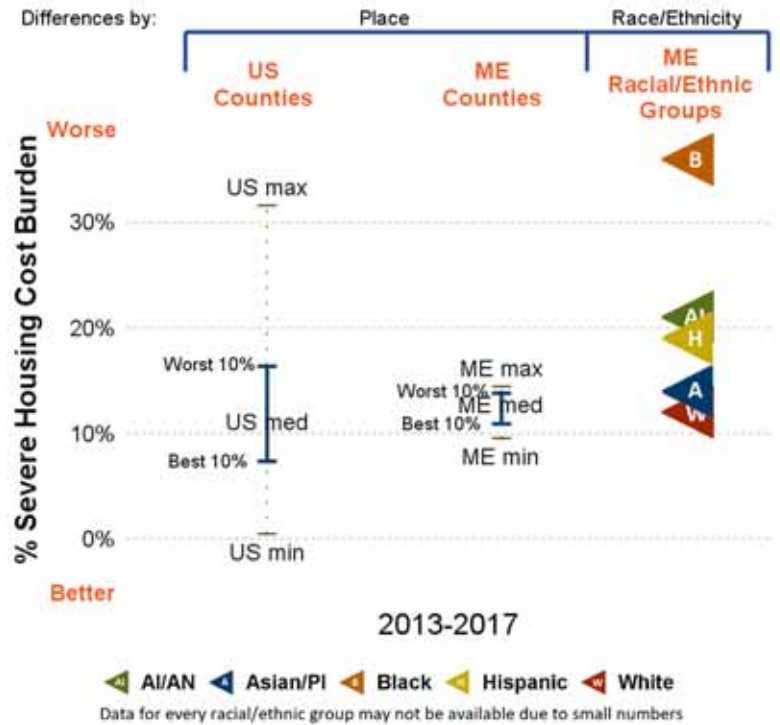 Differences by: Place Race/Ethnicity
US Counties
ME Counties
ME Racial/Ethnic Groups
Worse
% Severe Housing Cost Burden
B
US max
30%
20%
AI
H
Worst 10%
ME max
Worst 10%
A
ME med
W
US med
Best 10%
10%
ME min
Best 10%
0%
US min
Better
2013-2017
AI AI/AN A Asian/PI B Black H Hispanic W White
Data for every racial/ethnic group may not be available due to small numbers